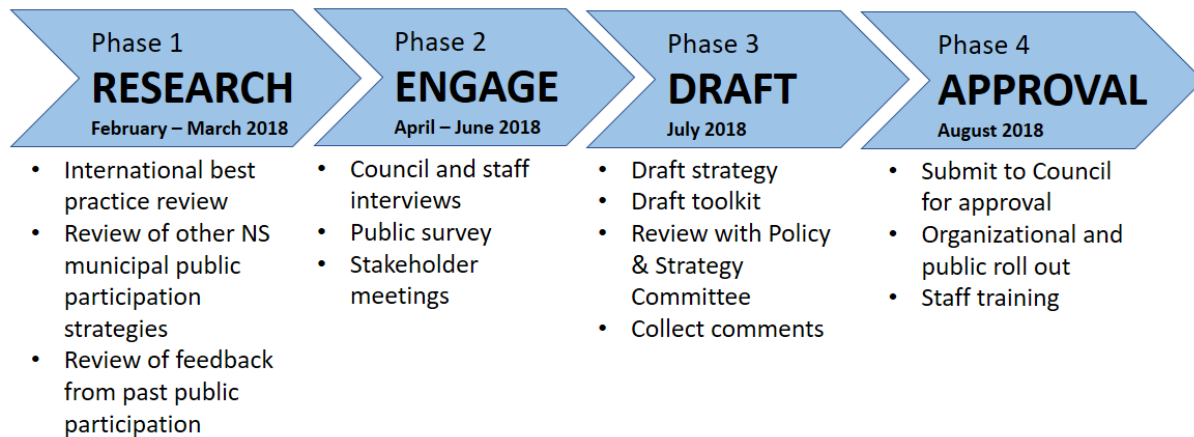 Phase 1
RESEARCH
February – March 2018
• International best
practice review
• Review of other NS
municipal public
participation
strategies
• Review of feedback
from past public
participation
Phase 2
ENGAGE
April – June 2018
• Council and staff
interviews
• Public survey
• Stakeholder
meetings
Phase 3
DRAFT
July 2018
• Draft strategy
• Draft toolkit
• Review with Policy
& Strategy
Committee
• Collect comments
Phase 4
APPROVAL
August 2018
• Submit to Council
for approval
• Organizational and
public roll out
• Staff training